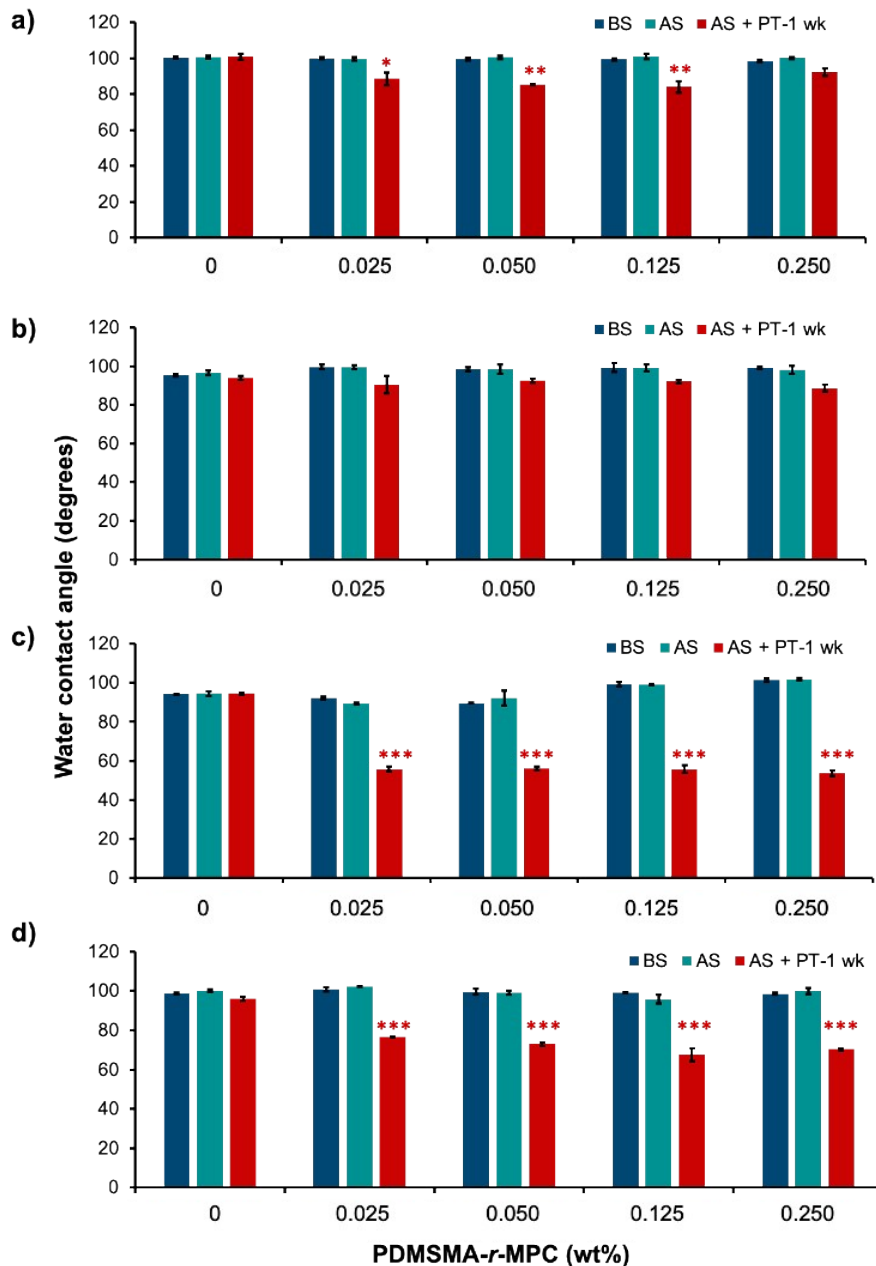 a)
BS AS AS + PT-1 wk
120
100
80
60
40
20
0
* ** **
0 0.025 0.050 0.125 0.250
b)
BS AS AS + PT-1 wk
120
100
80
60
40
20
0
0 0.025 0.050 0.125 0.250
Water contact angle (degrees)
c)
BS AS AS + PT-1 wk
120
100
80
60
40
20
0
*** *** *** ***
0 0.025 0.050 0.125 0.250
d)
BS AS AS + PT-1 wk
120
100
80
60
40
20
0
*** *** *** ***
0 0.025 0.050 0.125 0.250
PDMSMA-r-MPC (wt%)